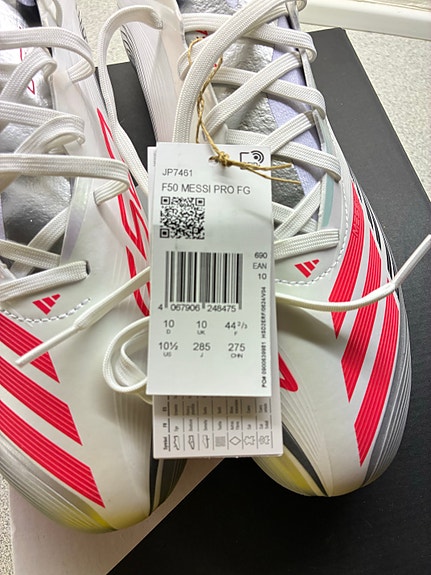 JP7461
F50 MESSI PRO FG
690
EAN
10
4 067906 248475
10 10 44 2/3
D UK F
10½ 285 275
US J CHN
Symbol